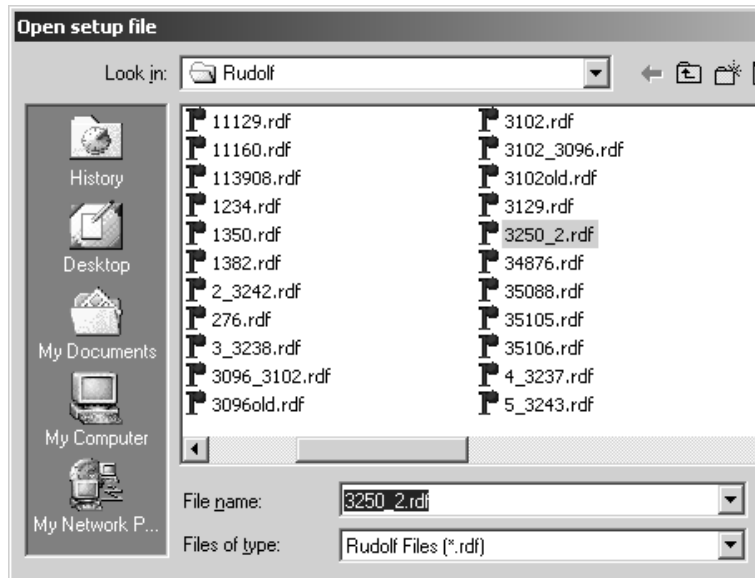 Open setup file
Look in: Rudolf
History
Desktop
My Documents
My Computer
My Network P...
11129.rdf
11160.rdf
113908.rdf
1234.rdf
1350.rdf
1382.rdf
2_3242.rdf
276.rdf
3_3238.rdf
3096_3102.rdf
3096old.rdf
3102.rdf
3102_3096.rdf
3102old.rdf
3129.rdf
3250_2.rdf
34876.rdf
35088.rdf
35105.rdf
35106.rdf
4_3237.rdf
5_3243.rdf
File name: 3250_2.rdf
Files of type: Rudolf Files (*.rdf)